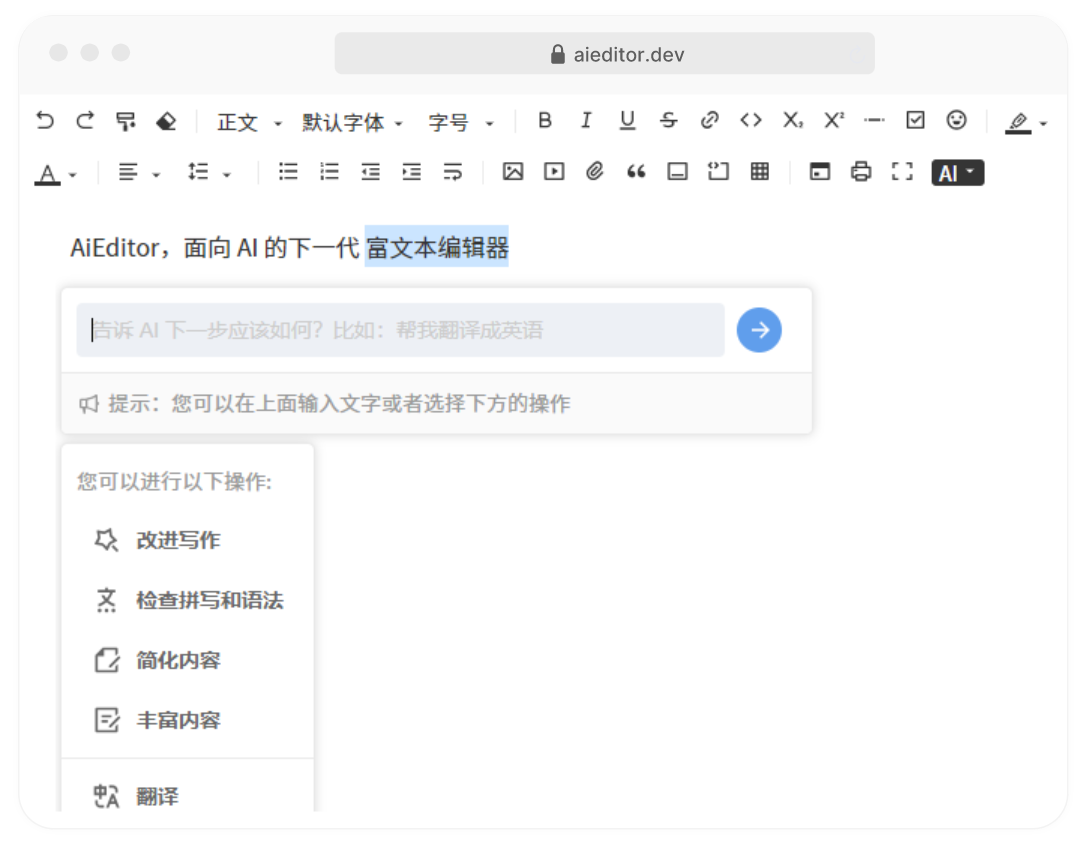 aieditor.dev
正文 默认字体 字号 B I U S X₂ X²
A AI
AiEditor，面向 AI 的下一代 富文本编辑器
告诉 AI 下一步应该如何？比如：帮我翻译成英语
提示：您可以在上面输入文字或者选择下方的操作
您可以进行以下操作:
改进写作
检查拼写和语法
简化内容
丰富内容
翻译